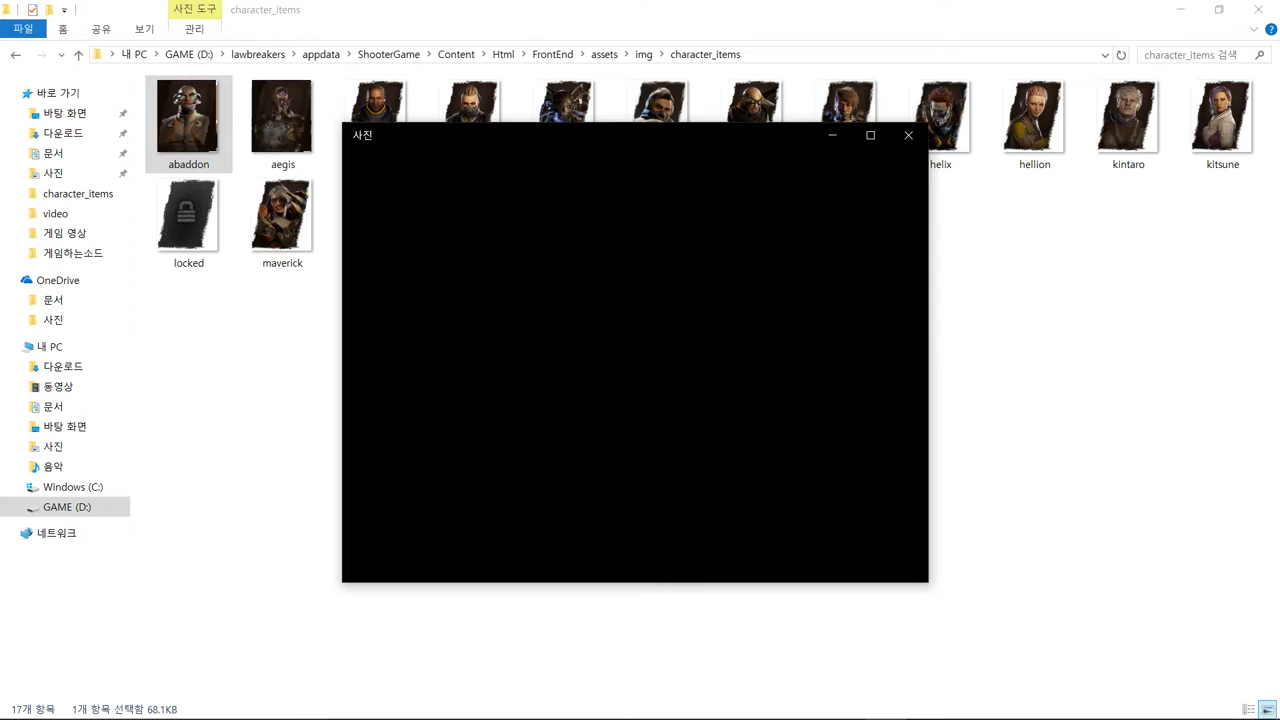 사진 도구
character_items
파일
홈
공유
보기
관리
내 PC
GAME (D:)
lawbreakers
appdata
ShooterGame
Content
Html
FrontEnd
assets
img
character_items
character_items 검색
바로 가기
바탕 화면
다운로드
문서
사진
character_items
video
게임 영상
게임하는소드
OneDrive
문서
사진
내 PC
다운로드
동영상
문서
바탕 화면
사진
음악
Windows (C:)
GAME (D:)
네트워크
abaddon
aegis
helix
hellion
kintaro
kitsune
locked
maverick
사진
17개 항목
1개 항목 선택함 68.1KB